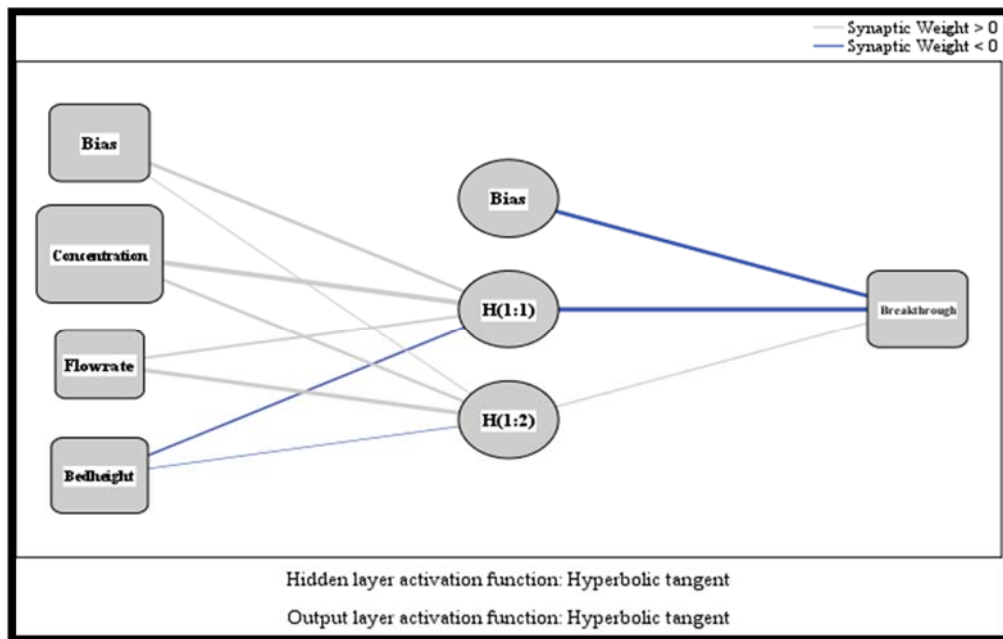 Synaptic Weight > 0
Synaptic Weight < 0
Bias
Concentration
Flowrate
Bedheight
Bias
H(1:1)
H(1:2)
Breakthrough
Hidden layer activation function: Hyperbolic tangent
Output layer activation function: Hyperbolic tangent